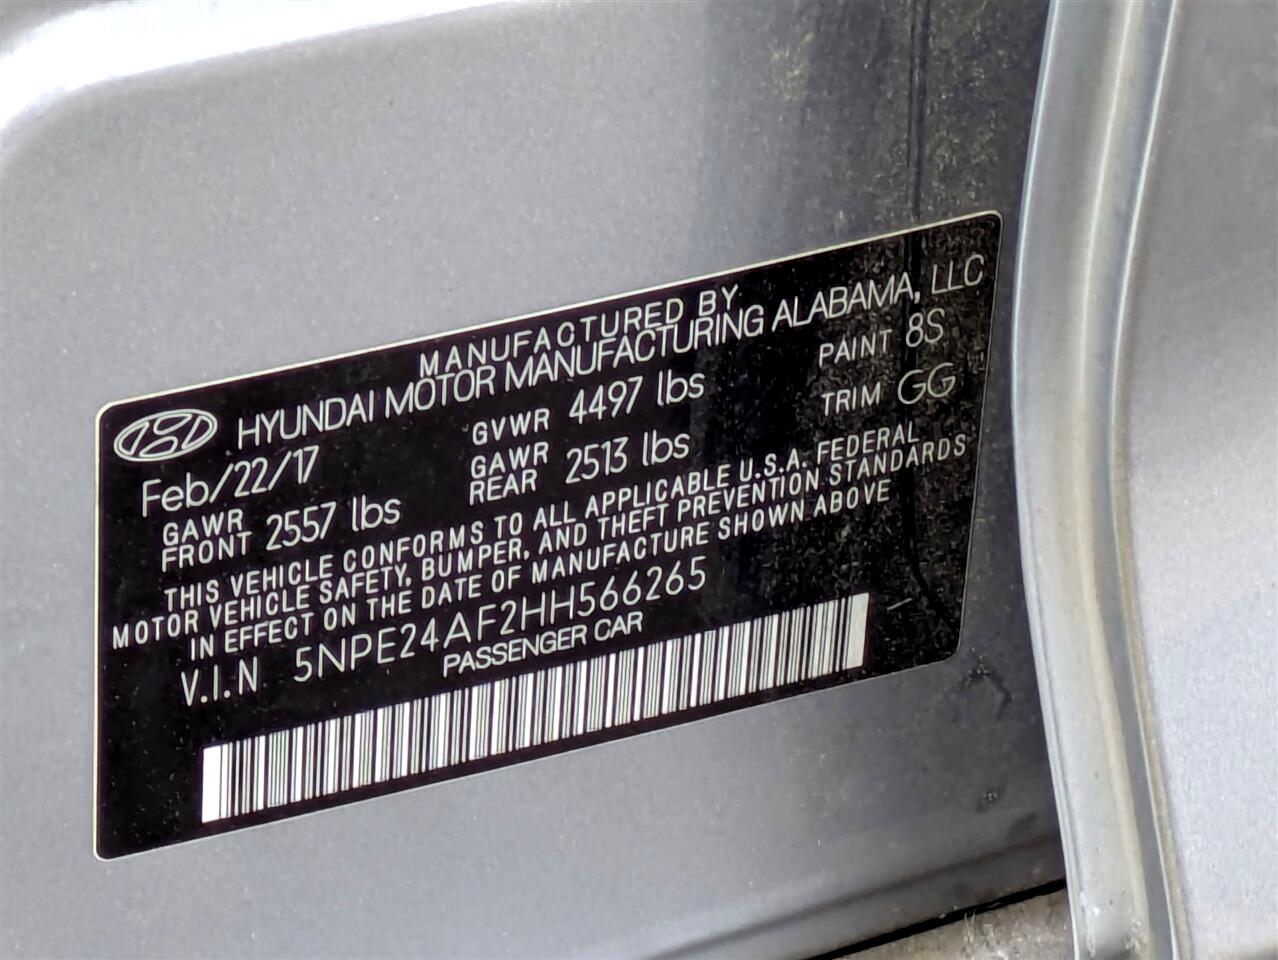 MANUFACTURED BY
HYUNDAI MOTOR MANUFACTURING ALABAMA, LLC
Feb/22/17 GVWR 4497 lbs PAINT 8S
GAWR FRONT 2557 lbs GAWR REAR 2513 lbs TRIM GG
THIS VEHICLE CONFORMS TO ALL APPLICABLE U.S.A. FEDERAL
MOTOR VEHICLE SAFETY, BUMPER, AND THEFT PREVENTION STANDARDS
IN EFFECT ON THE DATE OF MANUFACTURE SHOWN ABOVE
V.I.N 5NPE24AF2HH566265
PASSENGER CAR